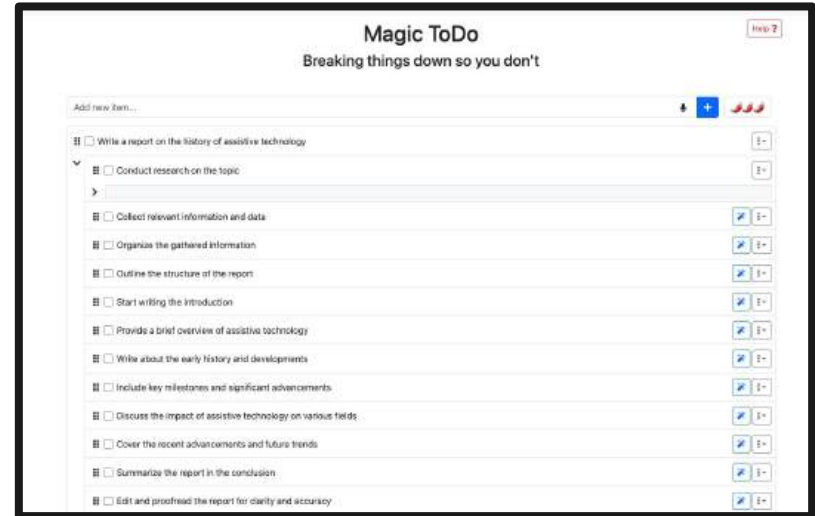 Magic ToDo
Help ?
Breaking things down so you don't
Add new item...
Write a report on the history of assistive technology
Conduct research on the topic
Collect relevant information and data
Organize the gathered information
Outline the structure of the report
Start writing the introduction
Provide a brief overview of assistive technology
Write about the early history and developments
Include key milestones and significant advancements
Discuss the impact of assistive technology on various fields
Cover the recent advancements and future trends
Summarize the report in the conclusion
Edit and proofread the report for clarity and accuracy